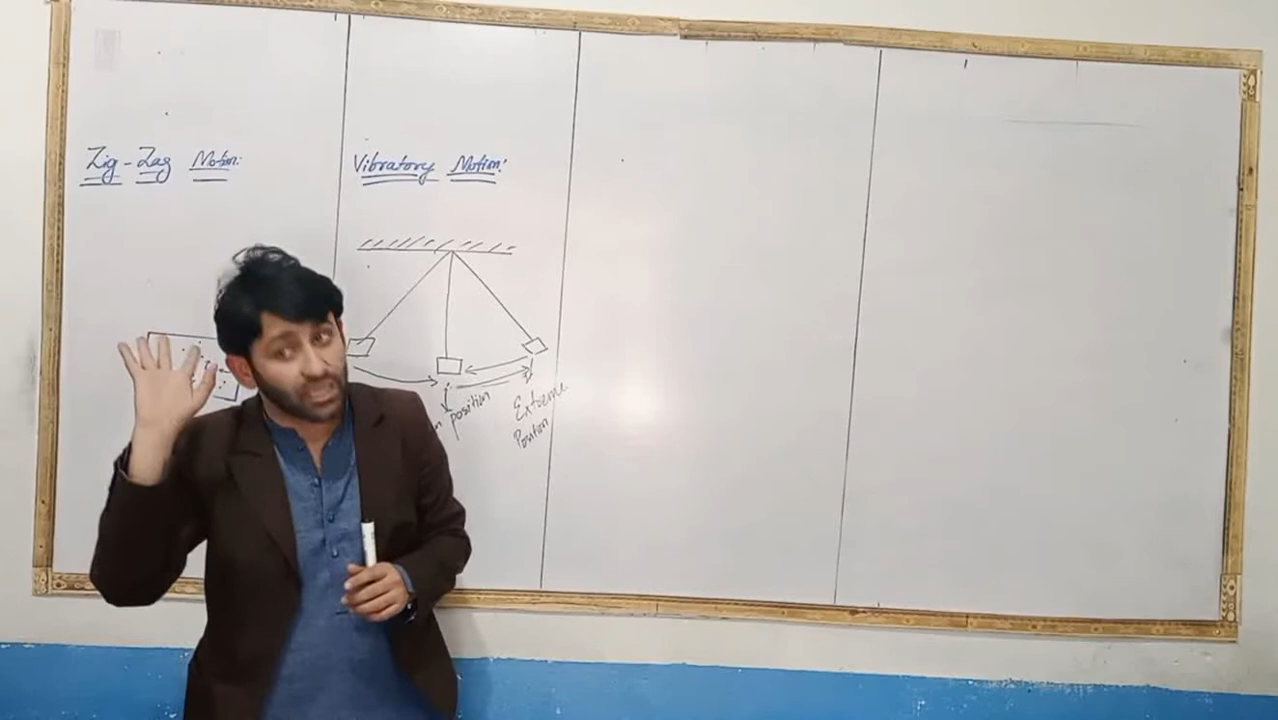 Zig-Zag Motion:
Vibratory Motion:
position
Extreme
Position